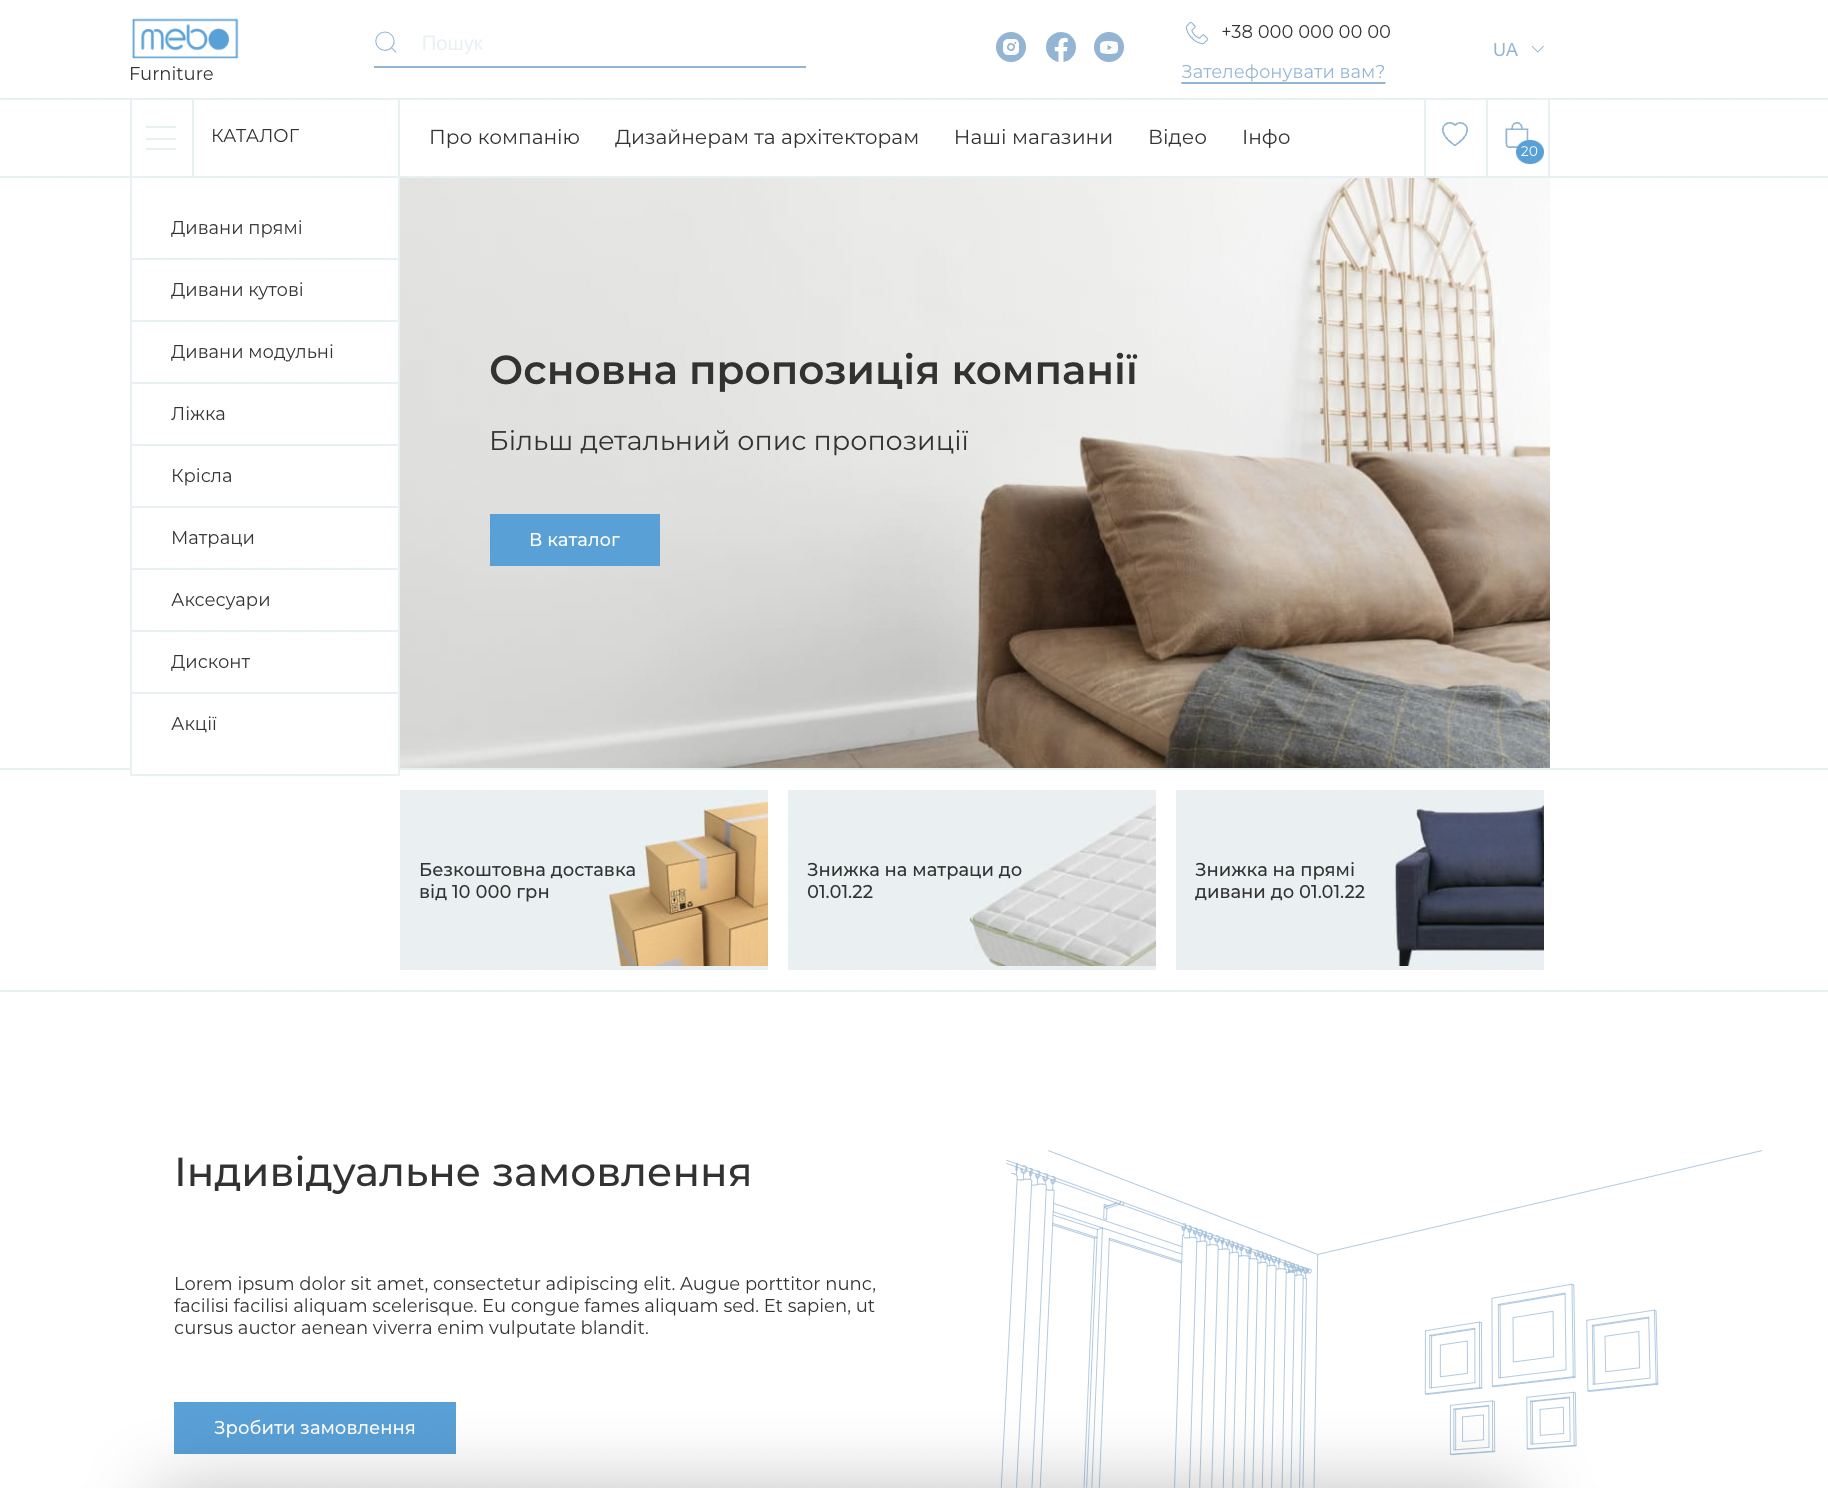 mebo
Furniture
Пошук
+38 000 000 00 00
Зателефонувати вам?
UA
КАТАЛОГ
Про компанію
Дизайнерам та архітекторам
Наші магазини
Відео
Інфо
20
Дивани прямі
Дивани кутові
Дивани модульні
Ліжка
Крісла
Матраци
Аксесуари
Дисконт
Акції
Основна пропозиція компанії
Більш детальний опис пропозиції
В каталог
Безкоштовна доставка
від 10 000 грн
Знижка на матраци до
01.01.22
Знижка на прямі
дивани до 01.01.22
Індивідуальне замовлення
Lorem ipsum dolor sit amet, consectetur adipiscing elit. Augue porttitor nunc,
facilisi facilisi aliquam scelerisque. Eu congue fames aliquam sed. Et sapien, ut
cursus auctor aenean viverra enim vulputate blandit.
Зробити замовлення